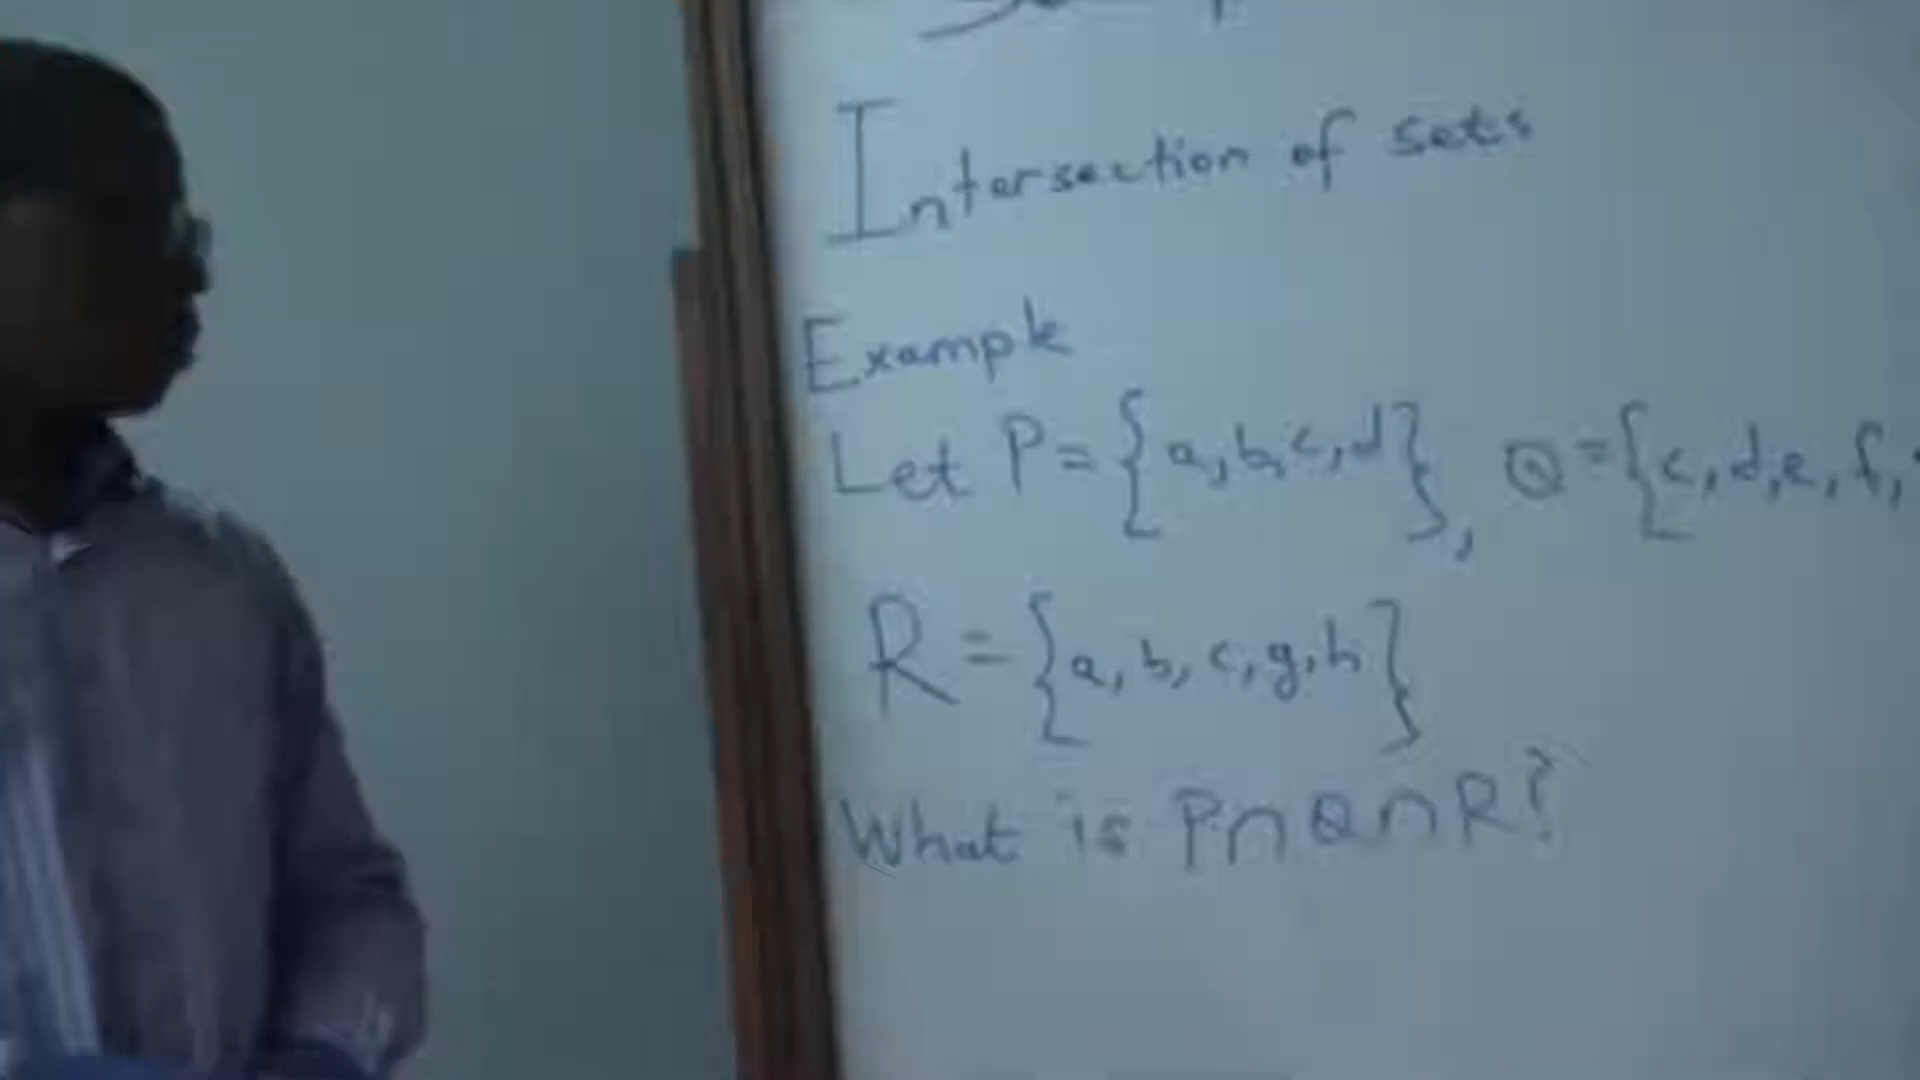 Intersection of sets
Example
Let P = {a, b, c, d}, Q = {c, d, e, f,
R = {a, b, c, g, h}
What is P∩Q∩R?